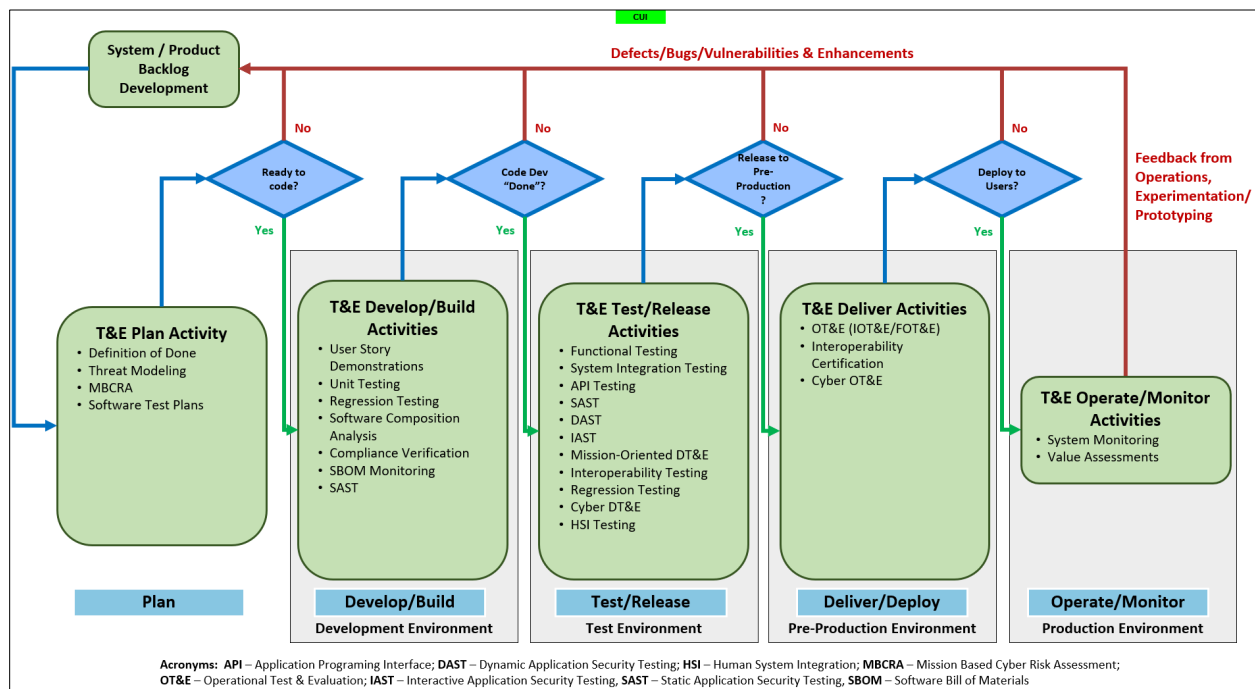 CUI
System / Product
Backlog
Development
Defects/Bugs/Vulnerabilities & Enhancements
No
No
No
No
Ready to
code?
Code Dev
“Done”?
Release to
Pre-
Production
?
Deploy to
Users?
Feedback from
Operations,
Experimentation/
Prototyping
Yes
Yes
Yes
Yes
T&E Plan Activity
• Definition of Done
• Threat Modeling
• MBCRA
• Software Test Plans
T&E Develop/Build
Activities
• User Story
Demonstrations
• Unit Testing
• Regression Testing
• Software Composition
Analysis
• Compliance Verification
• SBOM Monitoring
• SAST
T&E Test/Release
Activities
• Functional Testing
• System Integration Testing
• API Testing
• SAST
• DAST
• IAST
• Mission-Oriented DT&E
• Interoperability Testing
• Regression Testing
• Cyber DT&E
• HSI Testing
T&E Deliver Activities
• OT&E (IOT&E/FOT&E)
• Interoperability
Certification
• Cyber OT&E
T&E Operate/Monitor
Activities
• System Monitoring
• Value Assessments
Plan
Develop/Build
Test/Release
Deliver/Deploy
Operate/Monitor
Development Environment
Test Environment
Pre-Production Environment
Production Environment
Acronyms: API – Application Programing Interface; DAST – Dynamic Application Security Testing; HSI – Human System Integration; MBCRA – Mission Based Cyber Risk Assessment;
OT&E – Operational Test & Evaluation; IAST – Interactive Application Security Testing, SAST – Static Application Security Testing, SBOM – Software Bill of Materials